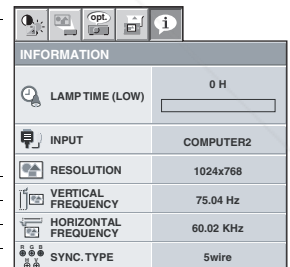 opt.
i
INFORMATION
LAMP TIME (LOW)
0 H
INPUT
COMPUTER2
RESOLUTION
1024x768
VERTICAL
FREQUENCY
75.04 Hz
HORIZONTAL
FREQUENCY
60.02 KHz
R G B
H V
SYNC. TYPE
5wire